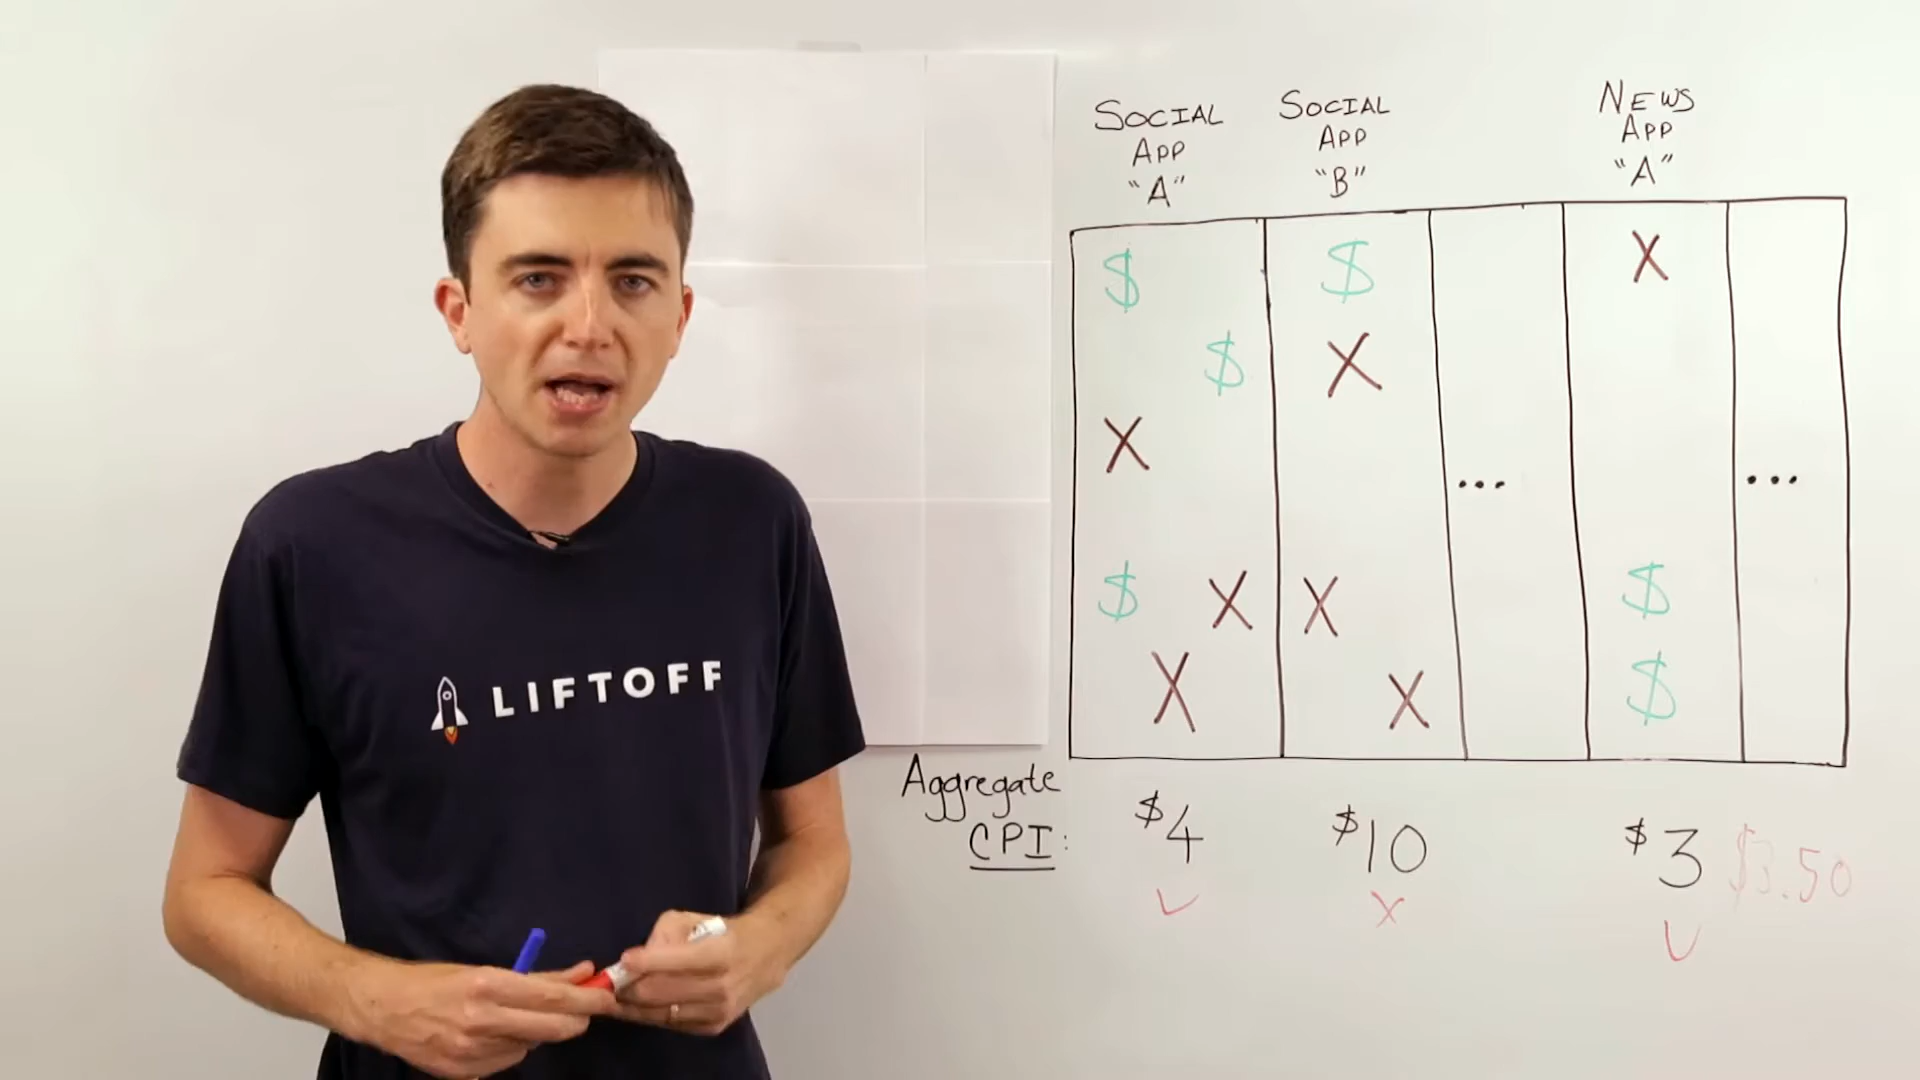 SOCIAL
APP
"A"
SOCIAL
APP
"B"
NEWS
APP
"A"
$
$
X
$
X
X
...
...
$
X
X
$
X
X
$
LIFTOFF
Aggregate
CPI:
$4
$10
$3
$3.50
X